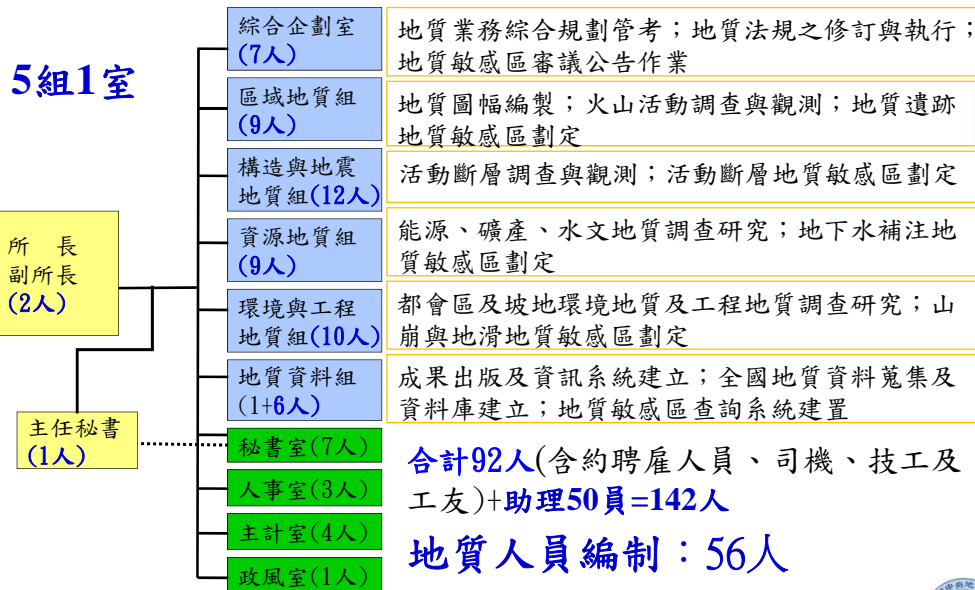 5組1室
所　長
副所長
(2人)
主任秘書
(1人)
綜合企劃室
(7人)
地質業務綜合規劃管考；地質法規之修訂與執行；
地質敏感區審議公告作業
區域地質組
(9人)
地質圖幅編製；火山活動調查與觀測；地質遺跡
地質敏感區劃定
構造與地震
地質組(12人)
活動斷層調查與觀測；活動斷層地質敏感區劃定
資源地質組
(9人)
能源、礦產、水文地質調查研究；地下水補注地
質敏感區劃定
環境與工程
地質組(10人)
都會區及坡地環境地質及工程地質調查研究；山
崩與地滑地質敏感區劃定
地質資料組
(1+6人)
成果出版及資訊系統建立；全國地質資料蒐集及
資料庫建立；地質敏感區查詢系統建置
秘書室(7人)
人事室(3人)
主計室(4人)
政風室(1人)
合計92人(含約聘雇人員、司機、技工及
工友)+助理50員=142人
地質人員編制：56人